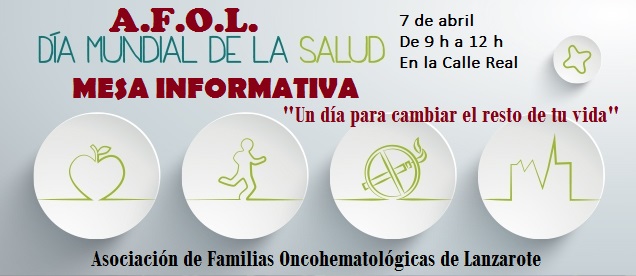 A.F.O.L.
DÍA MUNDIAL DE LA SALUD
MESA INFORMATIVA
7 de abril
De 9 h a 12 h
En la Calle Real
"Un día para cambiar el resto de tu vida"
Asociación de Familias Oncohematológicas de Lanzarote